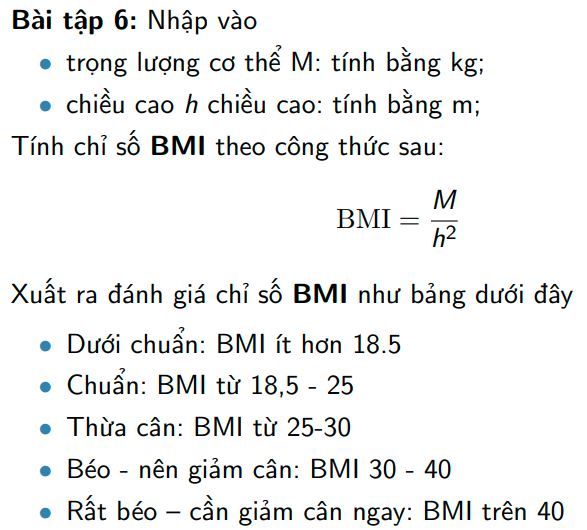 Bài tập 6: Nhập vào
• trọng lượng cơ thể M: tính bằng kg;
• chiều cao h chiều cao: tính bằng m;
Tính chỉ số BMI theo công thức sau:
BMI = M / h²
Xuất ra đánh giá chỉ số BMI như bảng dưới đây
• Dưới chuẩn: BMI ít hơn 18.5
• Chuẩn: BMI từ 18,5 - 25
• Thừa cân: BMI từ 25-30
• Béo - nên giảm cân: BMI 30 - 40
• Rất béo – cần giảm cân ngay: BMI trên 40